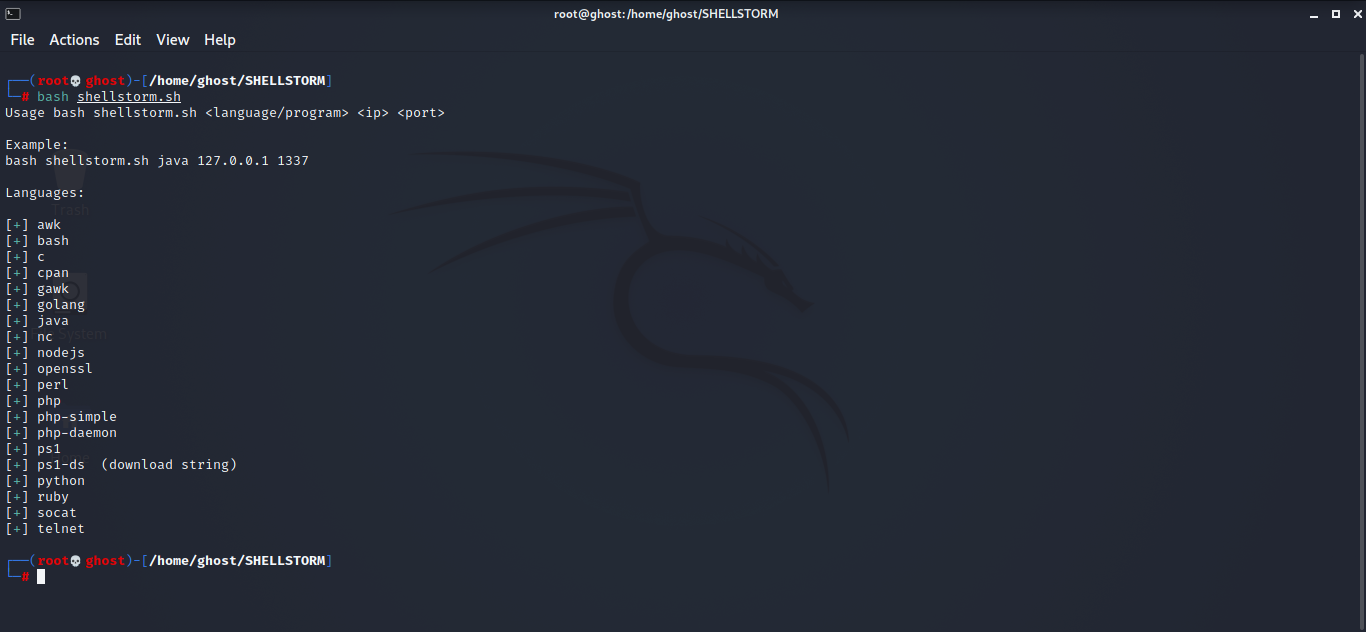 root@ghost:/home/ghost/SHELLSTORM
File Actions Edit View Help
(root💀ghost)-[/home/ghost/SHELLSTORM]
# bash shellstorm.sh
Usage bash shellstorm.sh <language/program> <ip> <port>
Example:
bash shellstorm.sh java 127.0.0.1 1337
Languages:
Trash
[+] awk
[+] bash
[+] c
[+] cpan
[+] gawk
[+] golang
[+] java
[+] nc
System
[+] nodejs
[+] openssl
[+] perl
[+] php
[+] php-simple
[+] php-daemon
[+] ps1
[+] ps1-ds (download string)
[+] python
[+] ruby
[+] socat
[+] telnet
(root💀ghost)-[/home/ghost/SHELLSTORM]
#